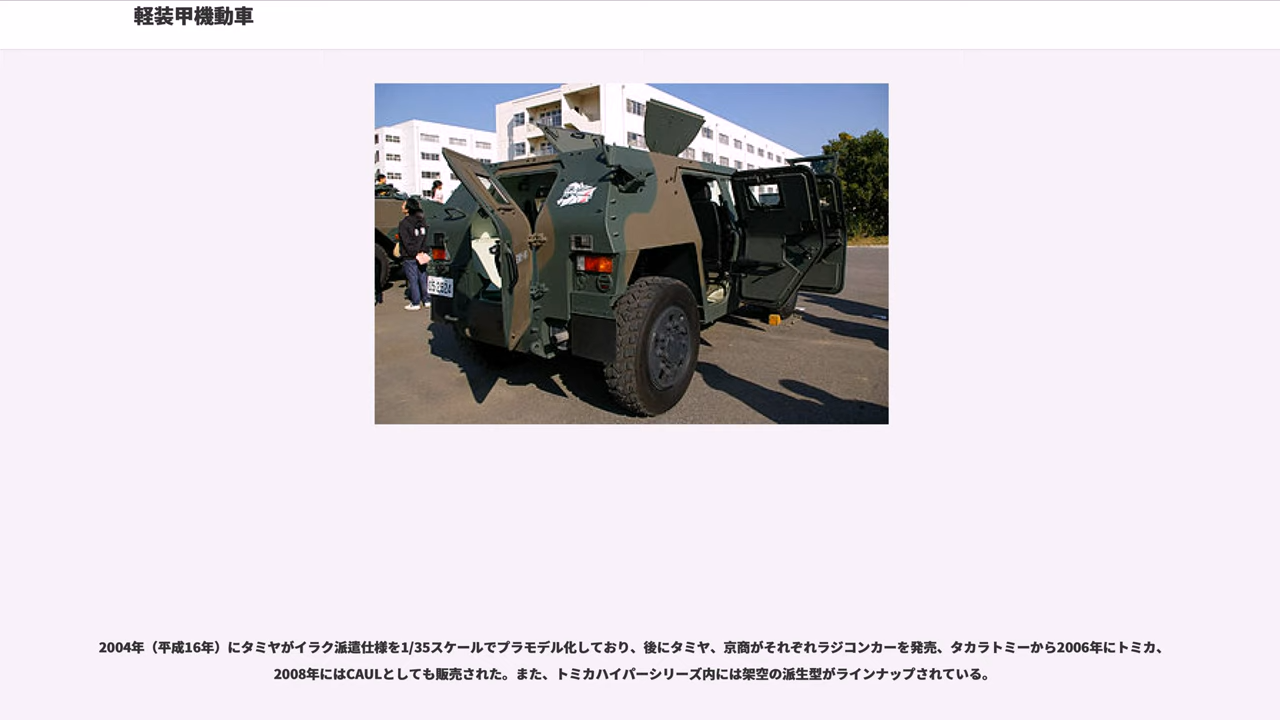 軽装甲機動車
2004年（平成16年）にタミヤがイラク派遣仕様を1/35スケールでプラモデル化しており、後にタミヤ、京商がそれぞれラジコンカーを発売、タカラトミーから2006年にトミカ、
2008年にはCAULとしても販売された。また、トミカハイパーシリーズ内には架空の派生型がラインナップされている。